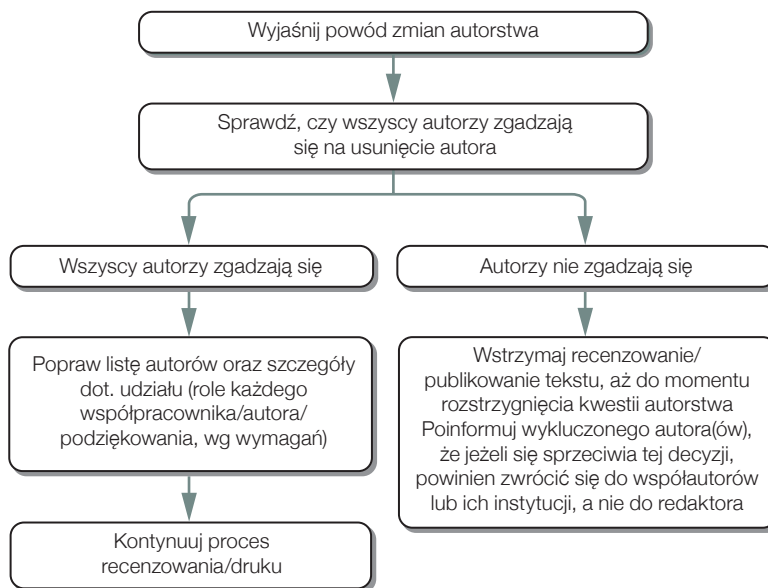 Wyjaśnij powód zmian autorstwa
Sprawdź, czy wszyscy autorzy zgadzają
się na usunięcie autora
Wszyscy autorzy zgadzają się
Autorzy nie zgadzają się
Popraw listę autorów oraz szczegóły
dot. udziału (role każdego
współpracownika/autora/
podziękowania, wg wymagań)
Wstrzymaj recenzowanie/
publikowanie tekstu, aż do momentu
rozstrzygnięcia kwestii autorstwa
Poinformuj wykluczonego autora(ów),
że jeżeli się sprzeciwia tej decyzji,
powinien zwrócić się do współautorów
lub ich instytucji, a nie do redaktora
Kontynuuj proces
recenzowania/druku